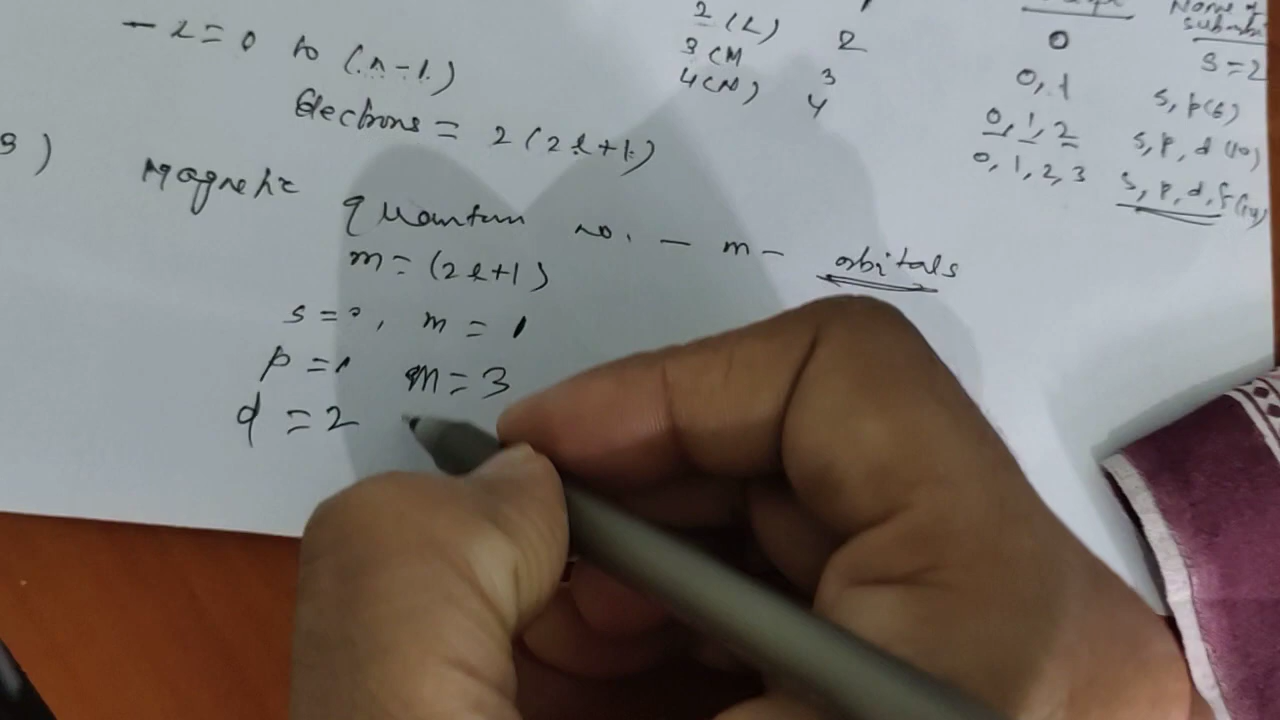 - l = 0 to (n-1)
Electrons = 2(2l+1)
2(L) 2 0 s=2
3(M 3 0,1 s, p(6)
4(N) 4 0,1,2 s, p, d(10)
0,1,2,3 s, p, d, f(14)
3) Magnetic Quantum no. - m - orbitals
m = (2l+1)
s = 0, m = 1
p = 1 m = 3
d = 2